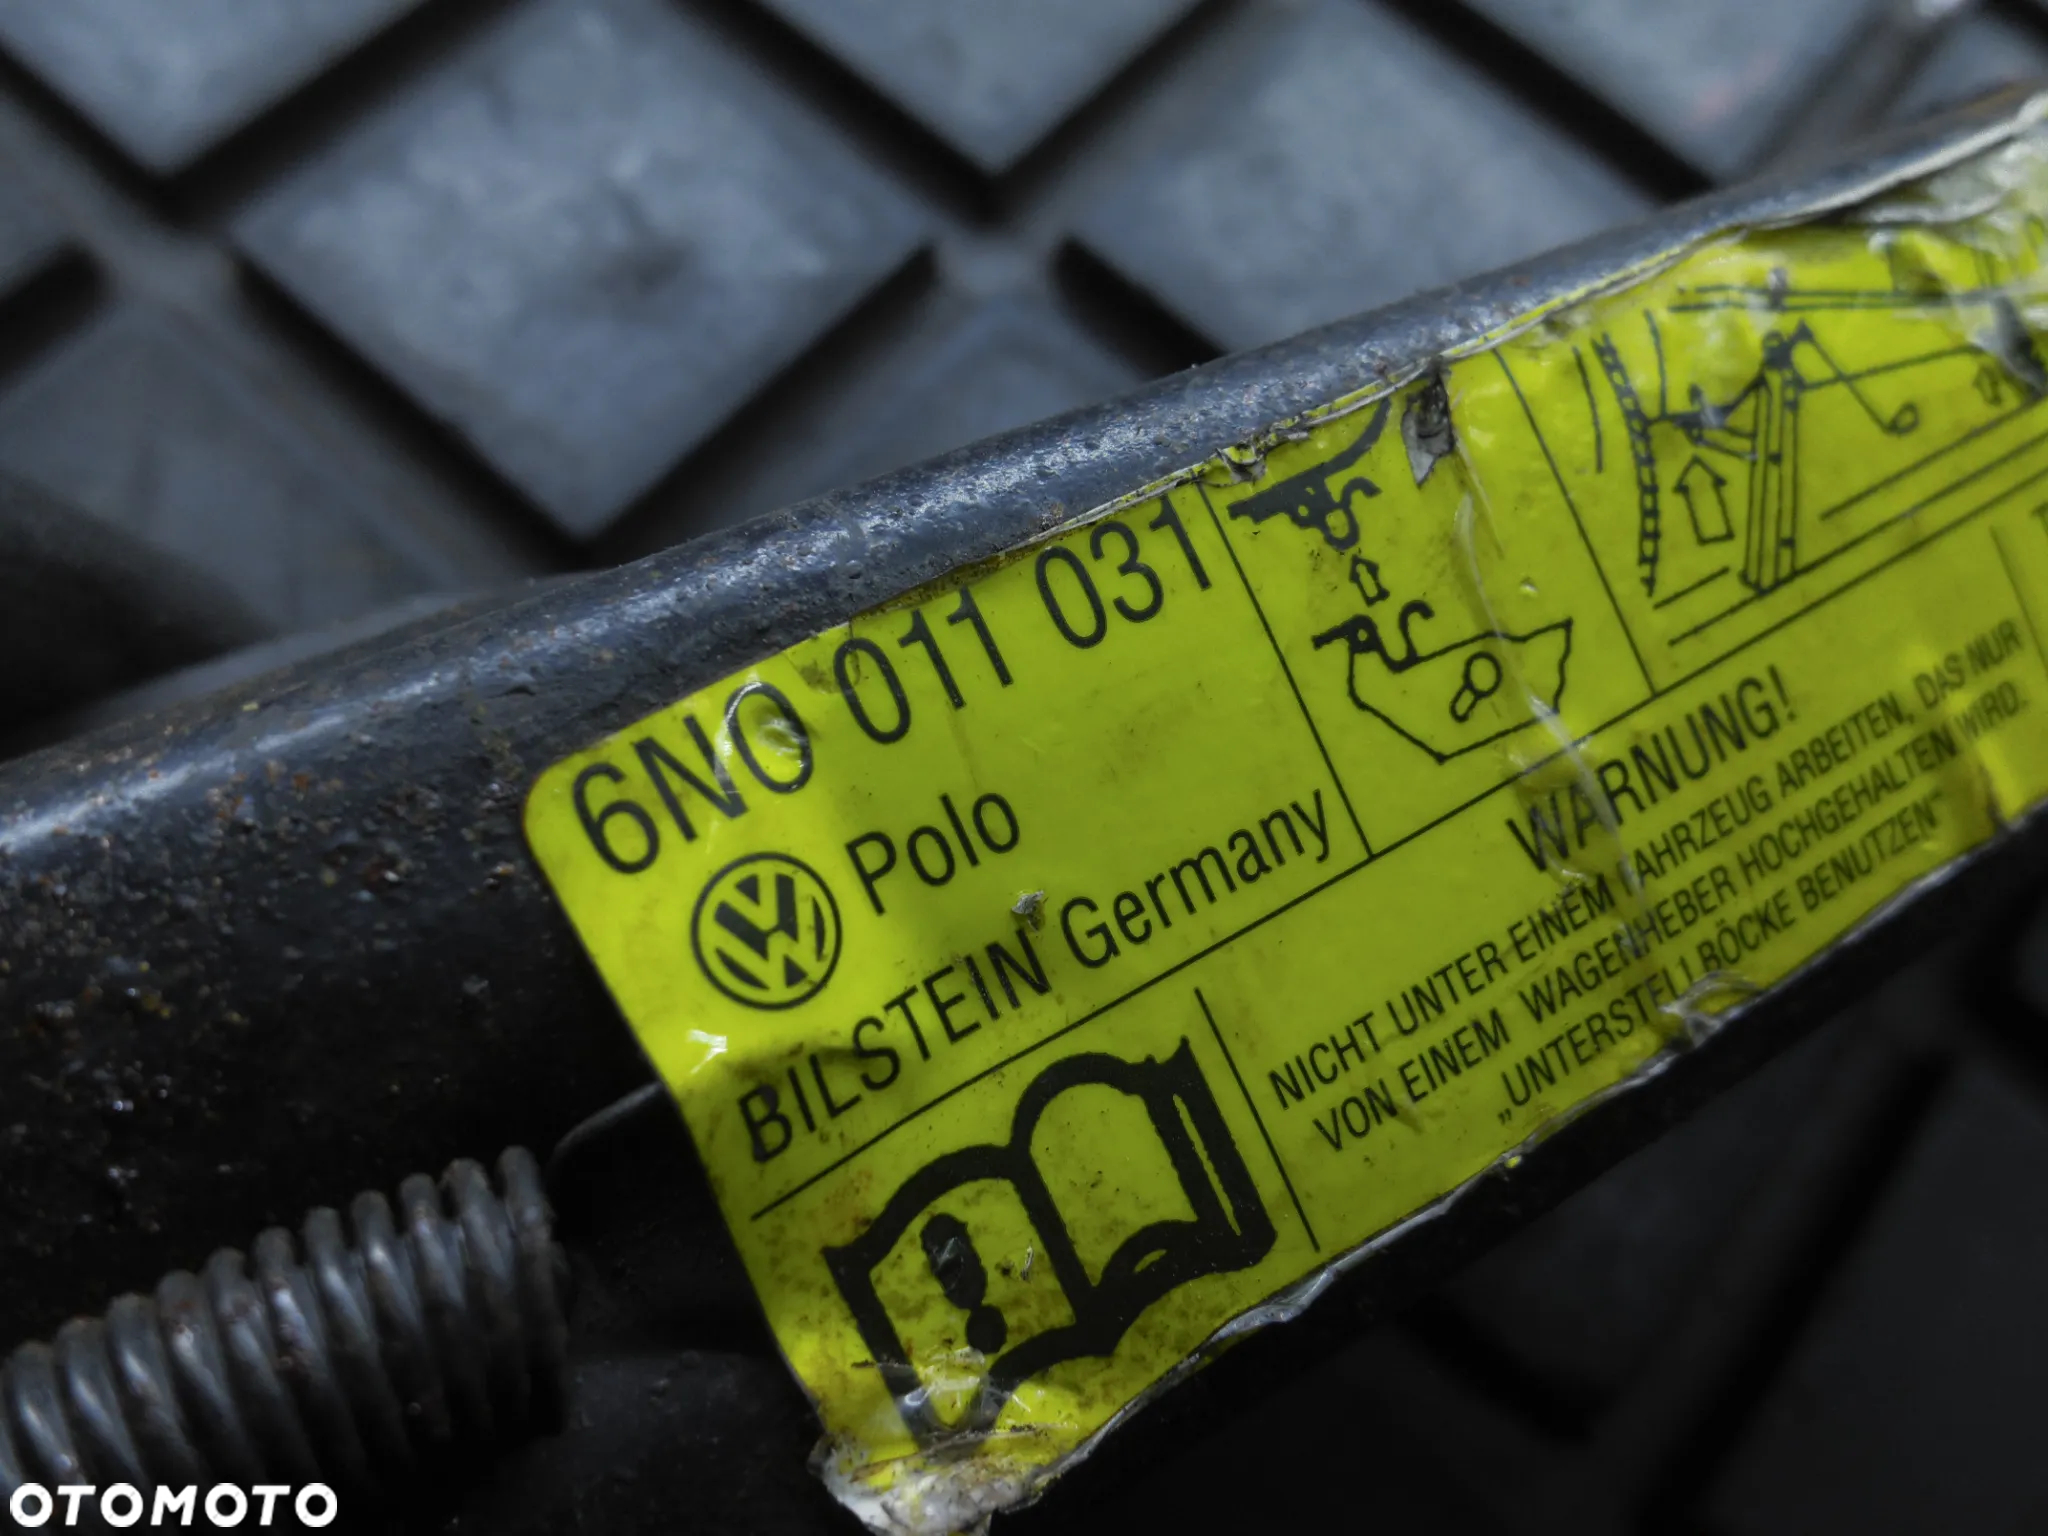 6N0 011 031
Polo
BILSTEIN Germany
WARNUNG!
NICHT UNTER EINEM FAHRZEUG ARBEITEN, DAS NUR
VON EINEM WAGENHEBER HOCHGEHALTEN WIRD.
„UNTERSTELLBÖCKE BENUTZEN“
OTOMOTO